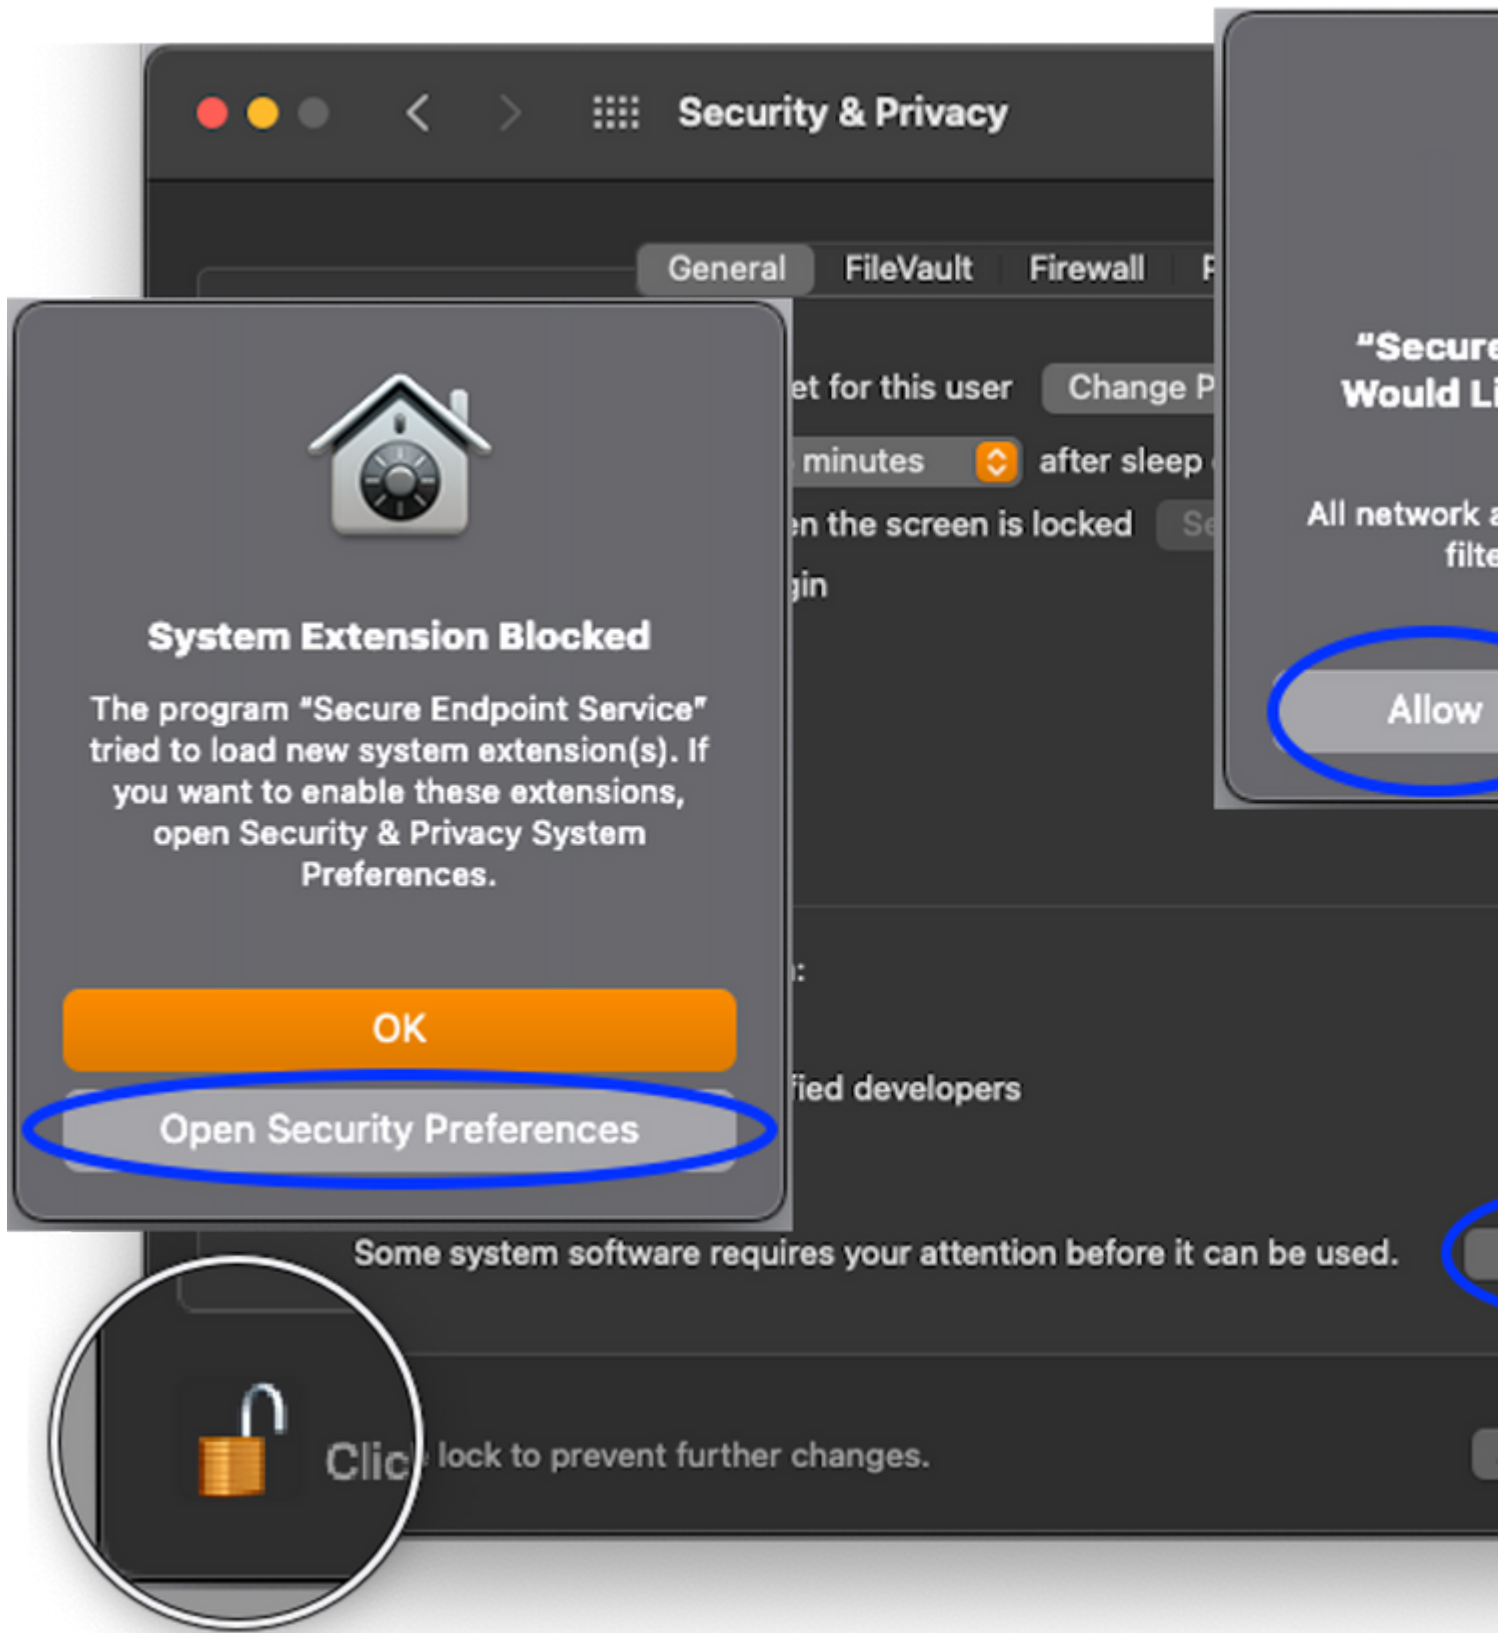 Security & Privacy
General FileVault Firewall
for this user Change
minutes after sleep
the screen is locked
System Extension Blocked
The program "Secure Endpoint Service"
tried to load new system extension(s). If
you want to enable these extensions,
open Security & Privacy System
Preferences.
OK
Open Security Preferences
"Secure
Would
All network
Allow
developers
Some system software requires your attention before it can be used.
lock to prevent further changes.